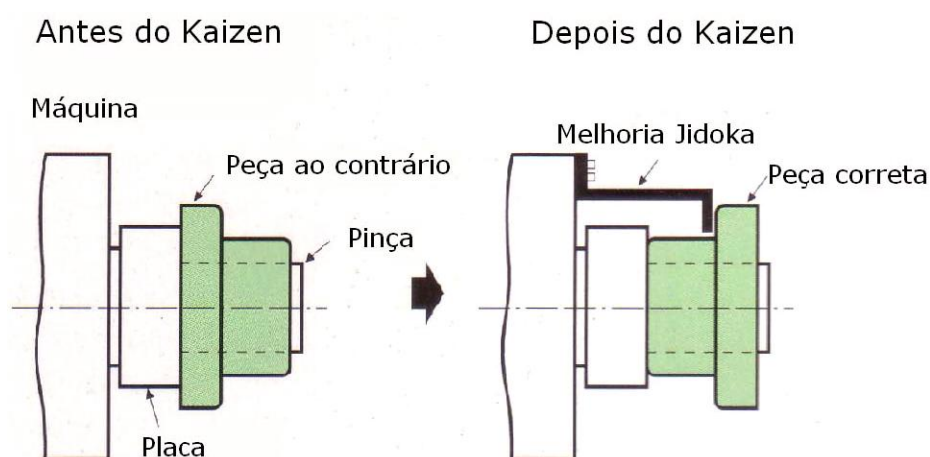 Antes do Kaizen
Depois do Kaizen
Máquina
Melhoria Jidoka
Peça ao contrário
Peça correta
Pinça
Placa